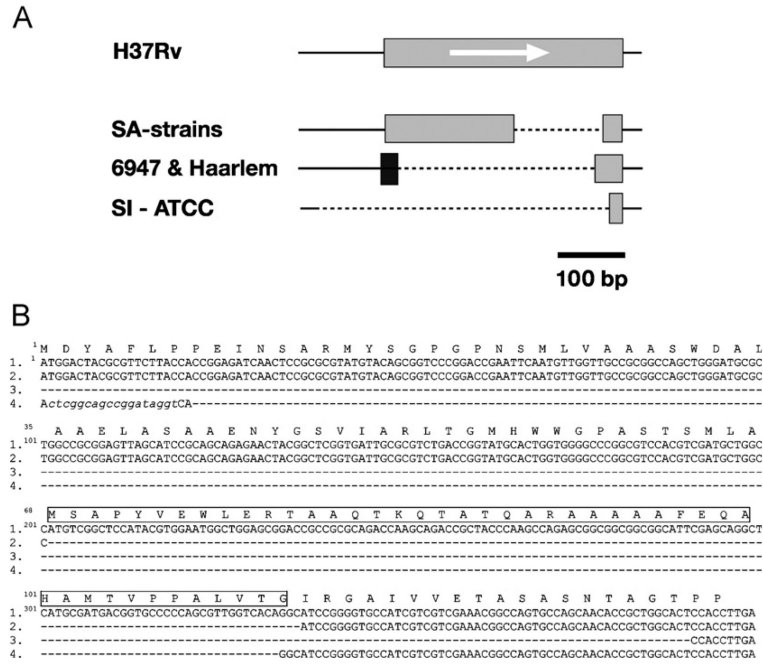 A
H37Rv
SA-strains
6947 & Haarlem
SI - ATCC
100 bp
B
1 M D Y A F L P P E I N S A R M Y S G P G P N S M L V A A A S W D A L
1. 1 ATGGACTACGCGTTCTTACCACCGGAGATCAACTCCGCGCGTATGTACAGCGGTCCCGGACCGAATTCAATGTTGGTTGCCGCGGCCAGCTGGGATGCGC
2. ATGGACTACGCGTTCTTACCACCGGAGATCAACTCCGCGCGTATGTACAGCGGTCCCGGACCGAATTCAATGTTGGTTGCCGCGGCCAGCTGGGATGCGC
3. ----------------------------------------------------------------------------------------------------
4. ActcggcagccggataggtCA-------------------------------------------------------------------------------
35 A A E L A S A A E N Y G S V I A R L T G M H W W G P A S T S M L A
1. 101 TGGCCGCGGAGTTAGCATCCGCAGCAGAGAACTACGGCTCGGTGATTGCGCGTCTGACCGGTATGCACTGGTGGGGCCCGGCGTCCACGTCGATGCTGGC
2. TGGCCGCGGAGTTAGCATCCGCAGCAGAGAACTACGGCTCGGTGATTGCGCGTCTGACCGGTATGCACTGGTGGGGCCCGGCGTCCACGTCGATGCTGGC
3. ----------------------------------------------------------------------------------------------------
4. ----------------------------------------------------------------------------------------------------
68 M S A P Y V E W L E R T A A Q T K Q T A T Q A R A A A A A F E Q A
1. 201 CATGTCGGCTCCATACGTGGAATGGCTGGAGCGGACCGCCGCGCAGACCAAGCAGACCGCTACCCAAGCCAGAGCGGCGGCGGCGGCATTCGAGCAGGCT
2. C---------------------------------------------------------------------------------------------------
3. ----------------------------------------------------------------------------------------------------
4. ----------------------------------------------------------------------------------------------------
101 H A M T V P P A L V T G I R G A I V V E T A S A S N T A G T P P
1. 301 CATGCGATGACGGTGCCCCCAGCGTTGGTCACAGGCATCCGGGGTGCCATCGTCGTCGAAACGGCCAGTGCCAGCAACACCGCTGGCACTCCACCTTGA
2. ------------------------------------ATCCGGGGTGCCATCGTCGTCGAAACGGCCAGTGCCAGCAACACCGCTGGCACTCCACCTTGA
3. ------------------------------------------------------------------------------------------CCACCTTGA
4. ---------------------------------GGCATCCGGGGTGCCATCGTCGTCGAAACGGCCAGTGCCAGCAACACCGCTGGCACTCCACCTTGA